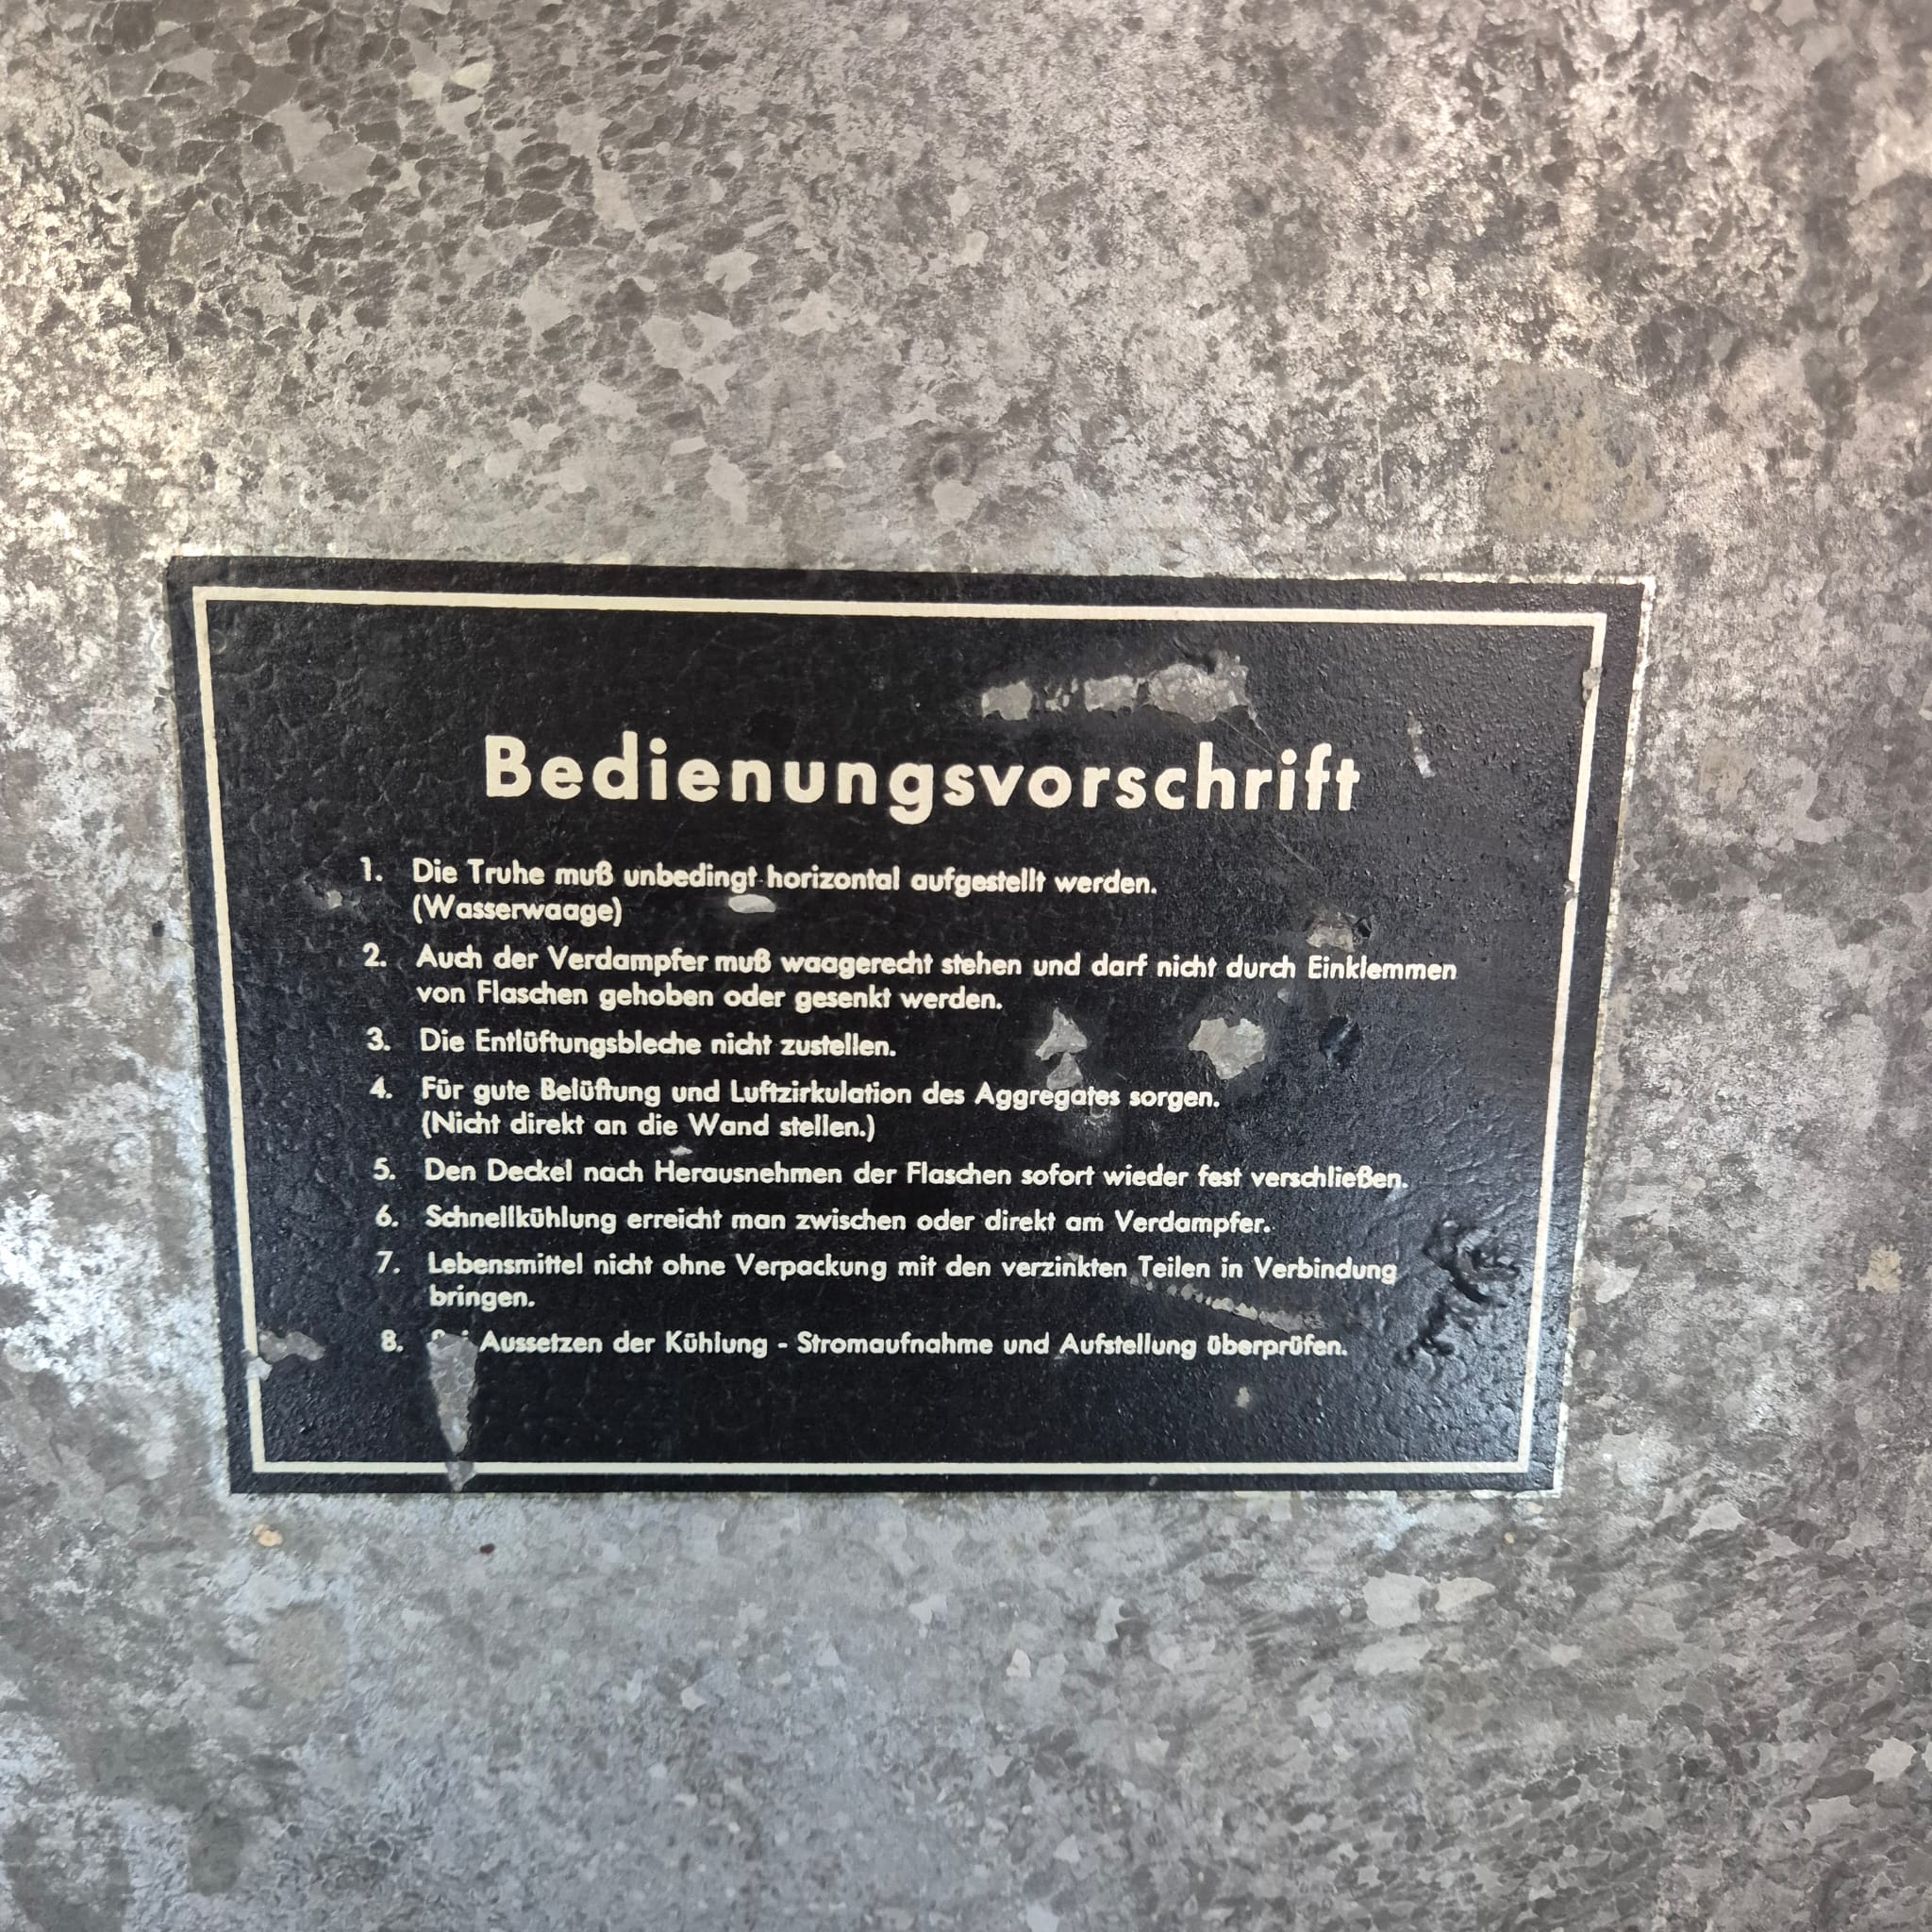 Bedienungsvorschrift
1. Die Truhe muß unbedingt horizontal aufgestellt werden.
(Wasserwaage)
2. Auch der Verdampfer muß waagerecht stehen und darf nicht durch Einklemmen
von Flaschen gehoben oder gesenkt werden.
3. Die Entlüftungsbleche nicht zustellen.
4. Für gute Belüftung und Luftzirkulation des Aggregates sorgen.
(Nicht direkt an die Wand stellen.)
5. Den Deckel nach Herausnehmen der Flaschen sofort wieder fest verschließen.
6. Schnellkühlung erreicht man zwischen oder direkt am Verdampfer.
7. Lebensmittel nicht ohne Verpackung mit den verzinkten Teilen in Verbindung
bringen.
8. Aussetzen der Kühlung - Stromaufnahme und Aufstellung überprüfen.